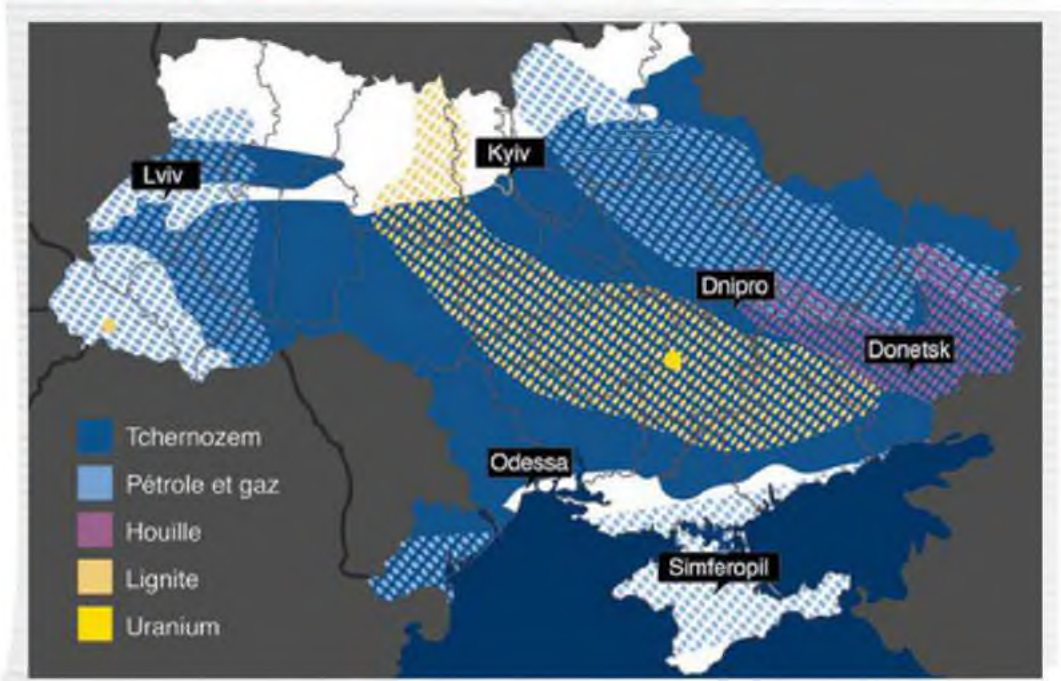 Kyiv
Lviv
Dnipro
Donetsk
Odessa
Simferopil
Tchernozem
Pétrole et gaz
Houille
Lignite
Uranium